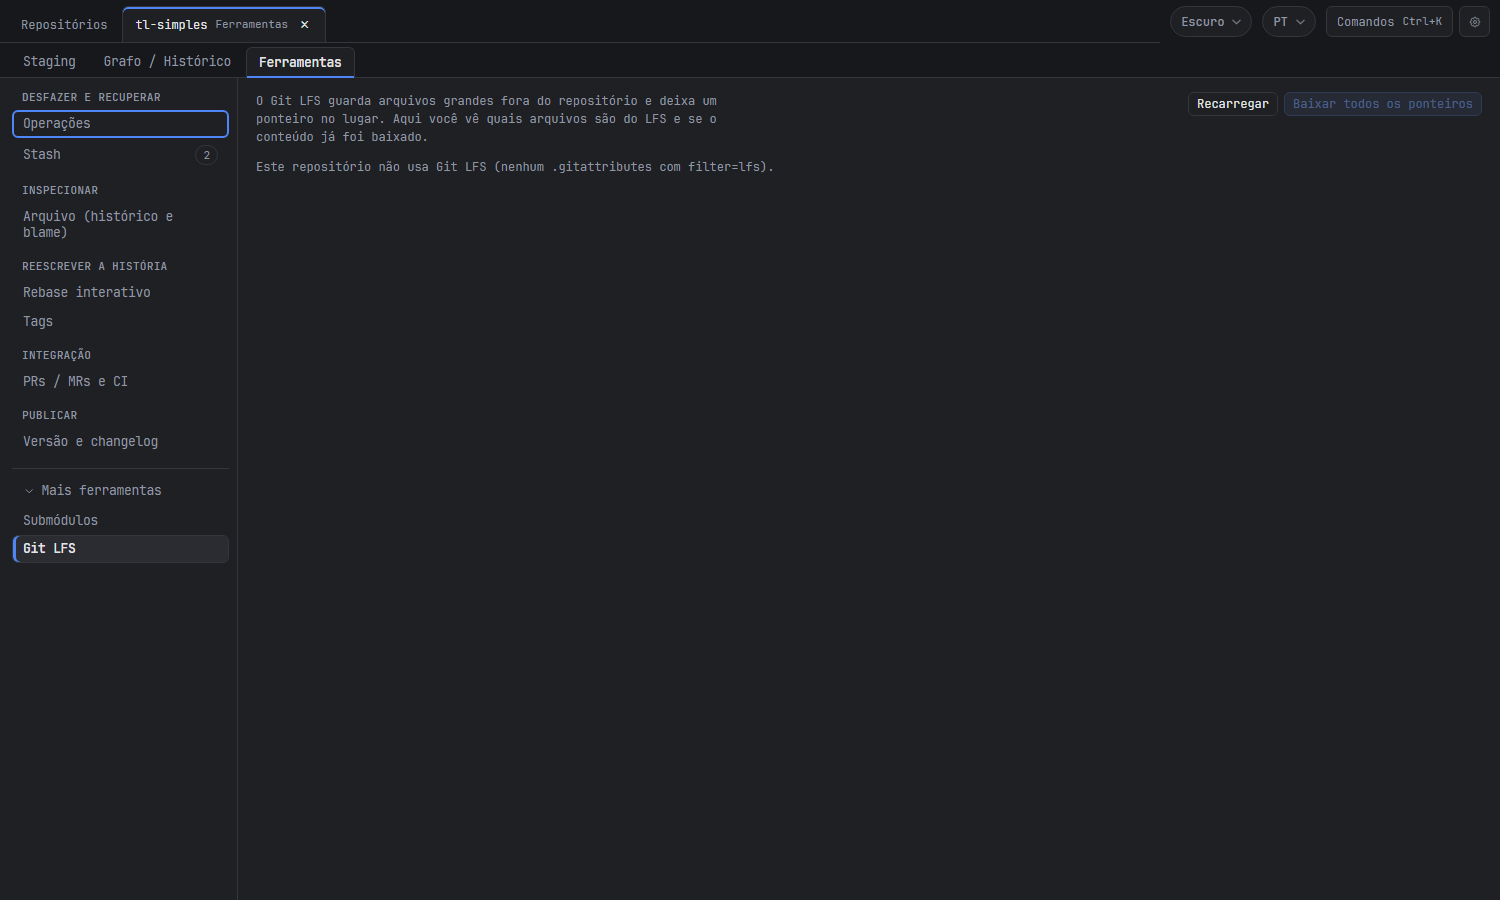 Repositórios
tl-simples Ferramentas ×
Escuro
PT
Comandos Ctrl+K
Staging
Grafo / Histórico
Ferramentas
DESFAZER E RECUPERAR
Operações
Stash
2
INSPECIONAR
Arquivo (histórico e
blame)
REESCREVER A HISTÓRIA
Rebase interativo
Tags
INTEGRAÇÃO
PRs / MRs e CI
PUBLICAR
Versão e changelog
Mais ferramentas
Submódulos
Git LFS
O Git LFS guarda arquivos grandes fora do repositório e deixa um
ponteiro no lugar. Aqui você vê quais arquivos são do LFS e se o
conteúdo já foi baixado.
Este repositório não usa Git LFS (nenhum .gitattributes com filter=lfs).
Recarregar
Baixar todos os ponteiros